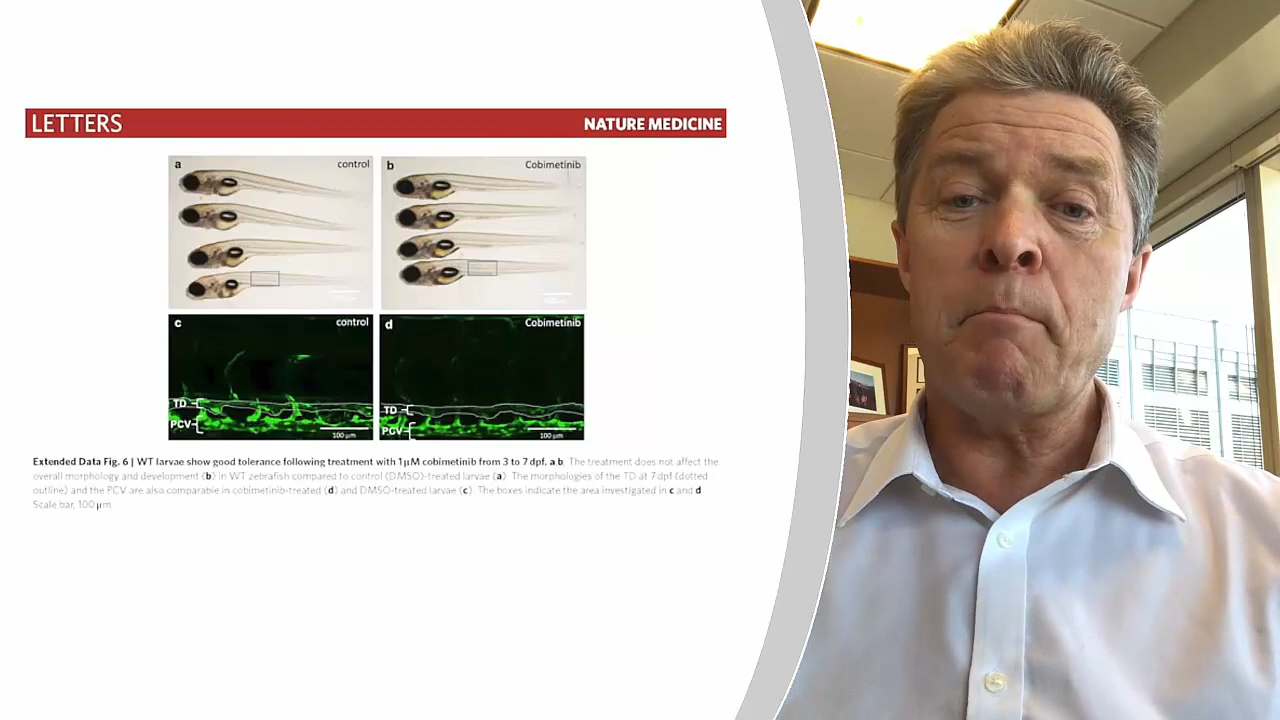 LETTERS NATURE MEDICINE
a control b Cobimetinib
c control d Cobimetinib
TD TD
PCV PCV
100 µm 100 µm
Extended Data Fig. 6 | WT larvae show good tolerance following treatment with 1 µM cobimetinib from 3 to 7 dpf. a b The treatment does not affect the
overall morphology and development (b) in WT zebrafish compared to control (DMSO)-treated larvae (a). The morphologies of the TD at 7 dpf (dotted
outline) and the PCV are also comparable in cobimetinib-treated (d) and DMSO-treated larvae (c). The boxes indicate the area investigated in c and d
Scale bar, 100 µm